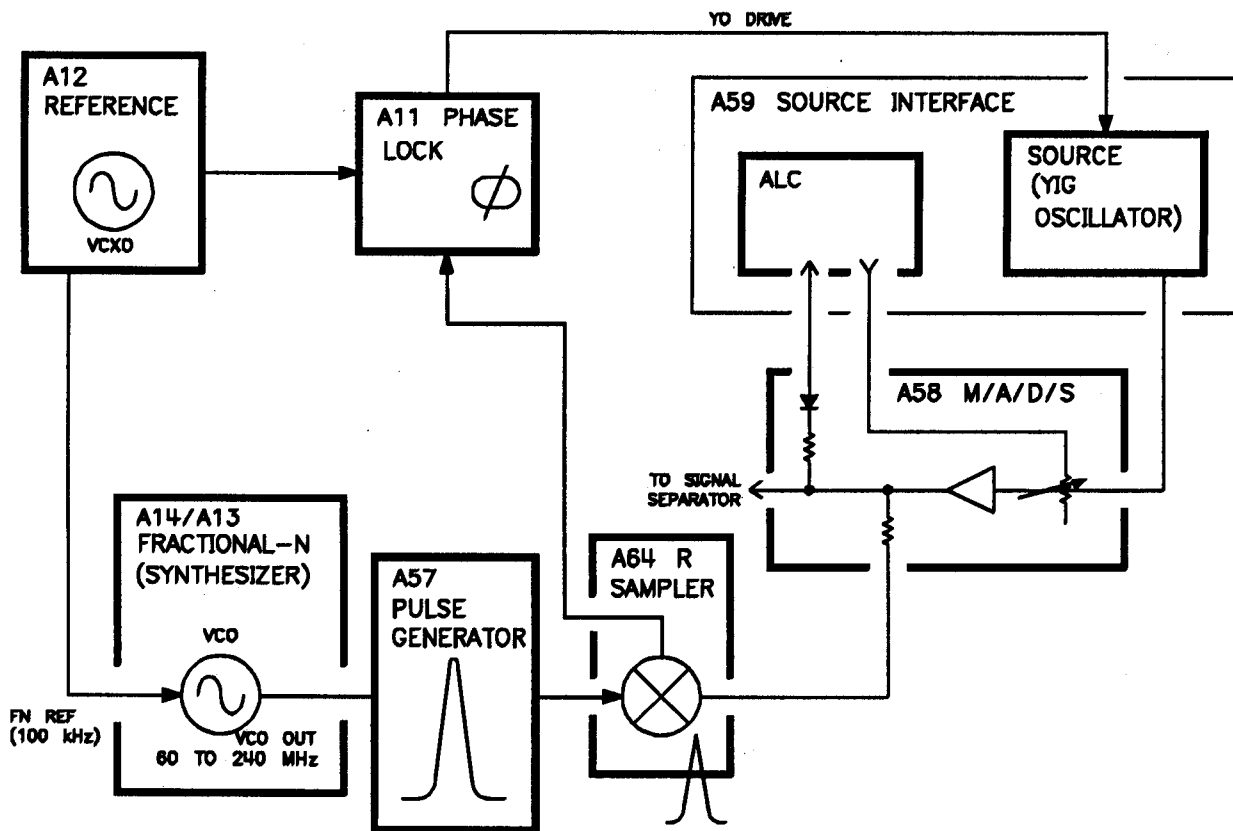 YO DRIVE
A12
REFERENCE
VCXO
A11 PHASE
LOCK
A59 SOURCE INTERFACE
ALC
SOURCE
(YIG
OSCILLATOR)
A58 M/A/D/S
TO SIGNAL
SEPARATOR
A14/A13
FRACTIONAL-N
(SYNTHESIZER)
VCO
FN REF
(100 kHz)
VCO OUT
60 TO 240 MHz
A57
PULSE
GENERATOR
A64 R
SAMPLER